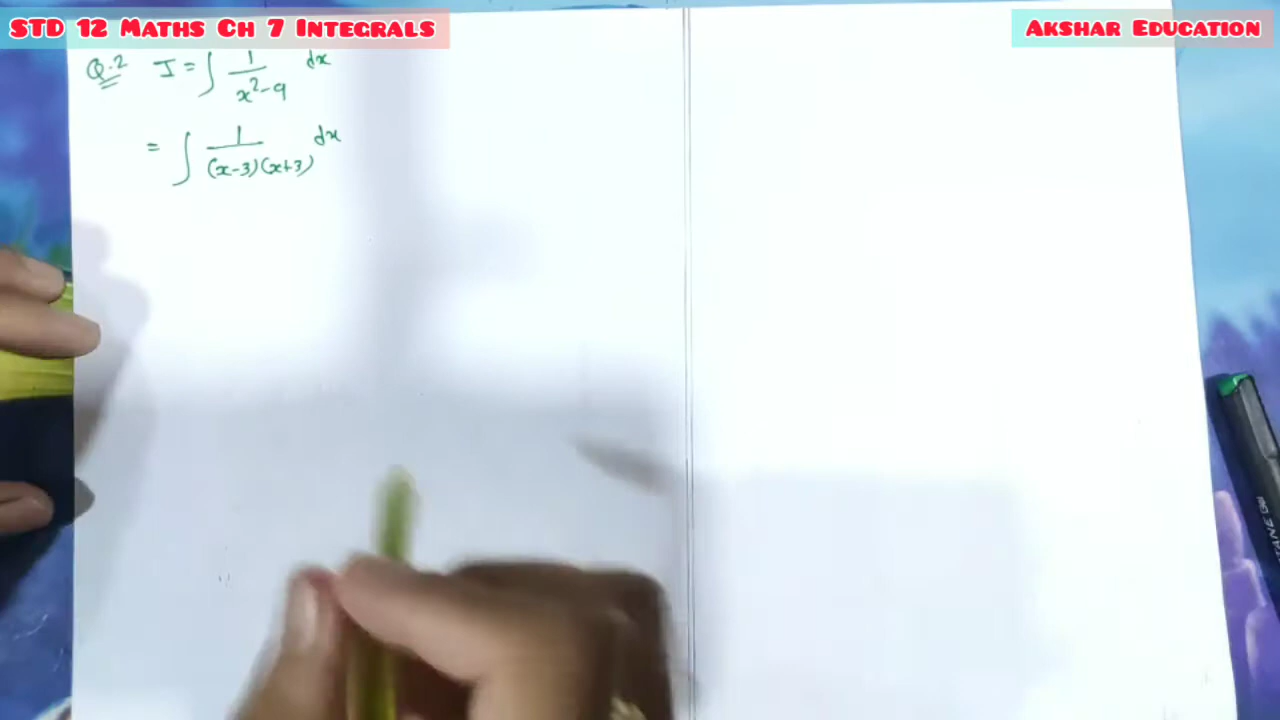 STD 12 Maths Ch 7 Integrals
Akshar Education
Q.2 I = ∫ 1/(x²-9) dx
= ∫ 1/((x-3)(x+3)) dx